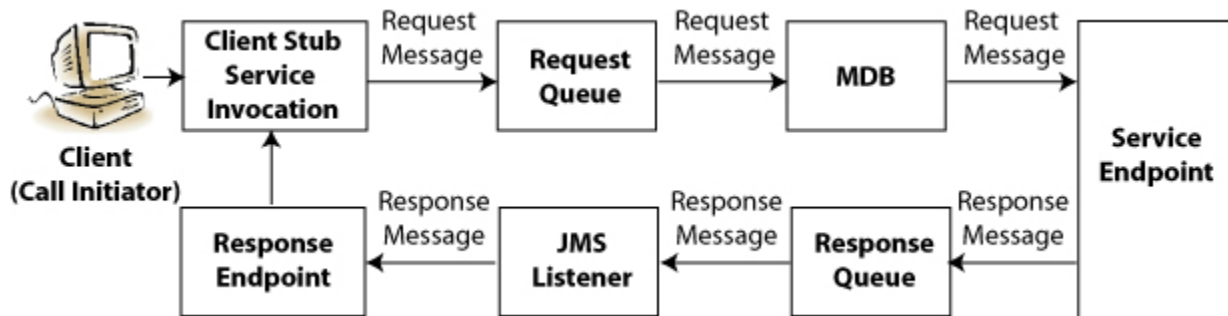 Client Stub
Service
Invocation
Request
Message
Request
Queue
Request
Message
MDB
Request
Message
Service
Endpoint
Client
(Call Initiator)
Response
Endpoint
Response
Message
JMS
Listener
Response
Message
Response
Queue
Response
Message